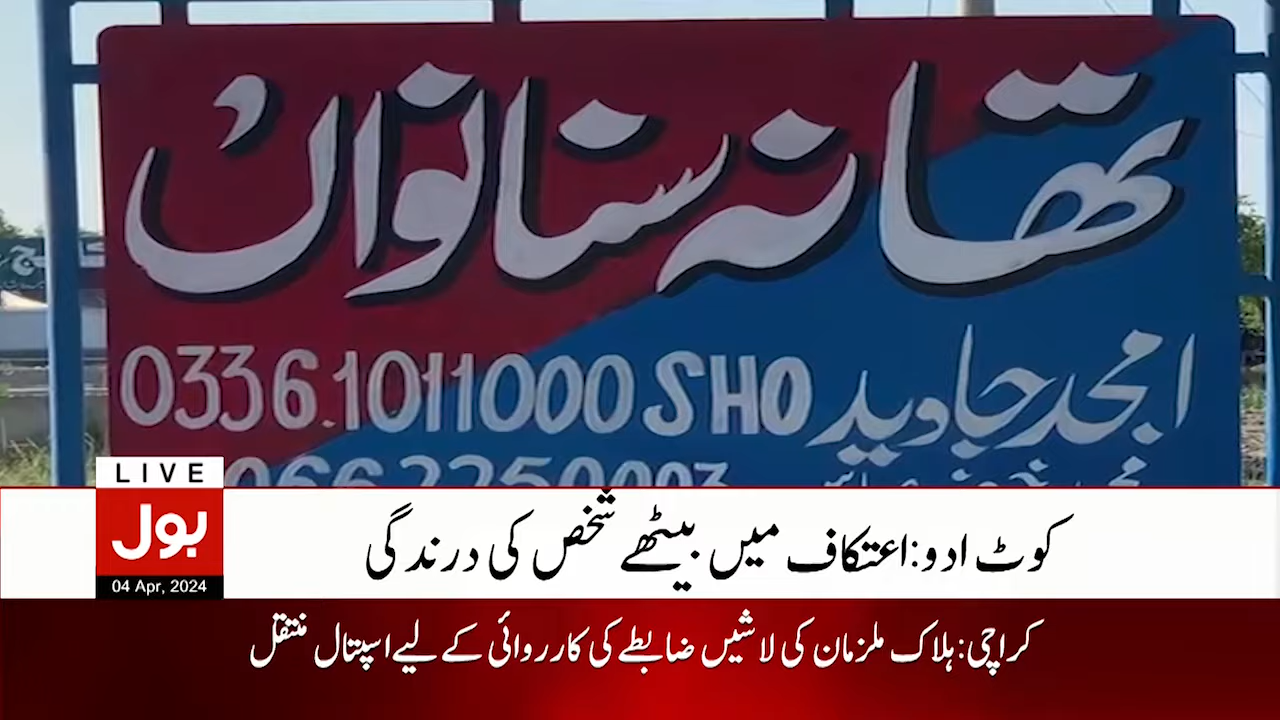 تھانہ سنانواں
0336.1011000 SHO امجد جاوید
LIVE
بول
04 Apr, 2024
کوٹ ادو:اعتکاف میں بیٹھے شخص کی درندگی
کراچی:ہلاک ملزمان کی لاشیں ضابطے کی کارروائی کے لیے اسپتال منتقل